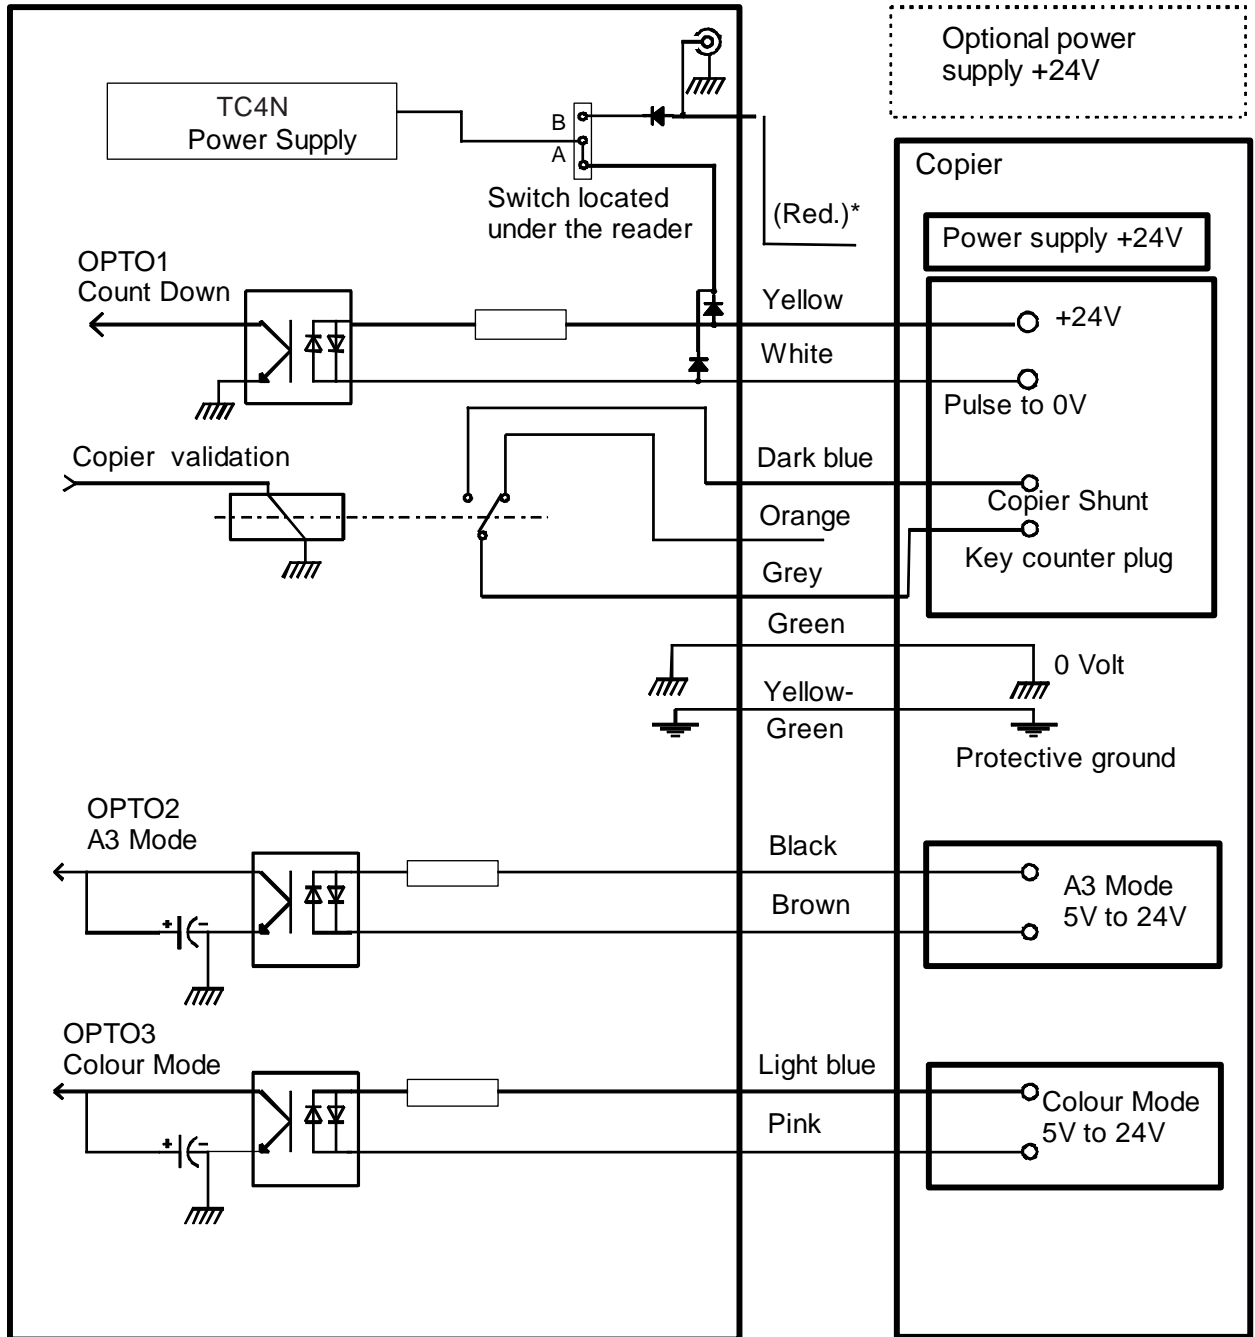 Optional power
supply +24V
TC4N
Power Supply
B
A
Switch located
under the reader
(Red.)*
Copier
Power supply +24V
OPTO1
Count Down
Yellow
+24V
White
Pulse to 0V
Copier validation
Dark blue
Copier Shunt
Orange
Key counter plug
Grey
Green
0 Volt
Yellow-
Green
Protective ground
OPTO2
A3 Mode
Black
Brown
A3 Mode
5V to 24V
+ -
OPTO3
Colour Mode
Light blue
Pink
Colour Mode
5V to 24V
+ -